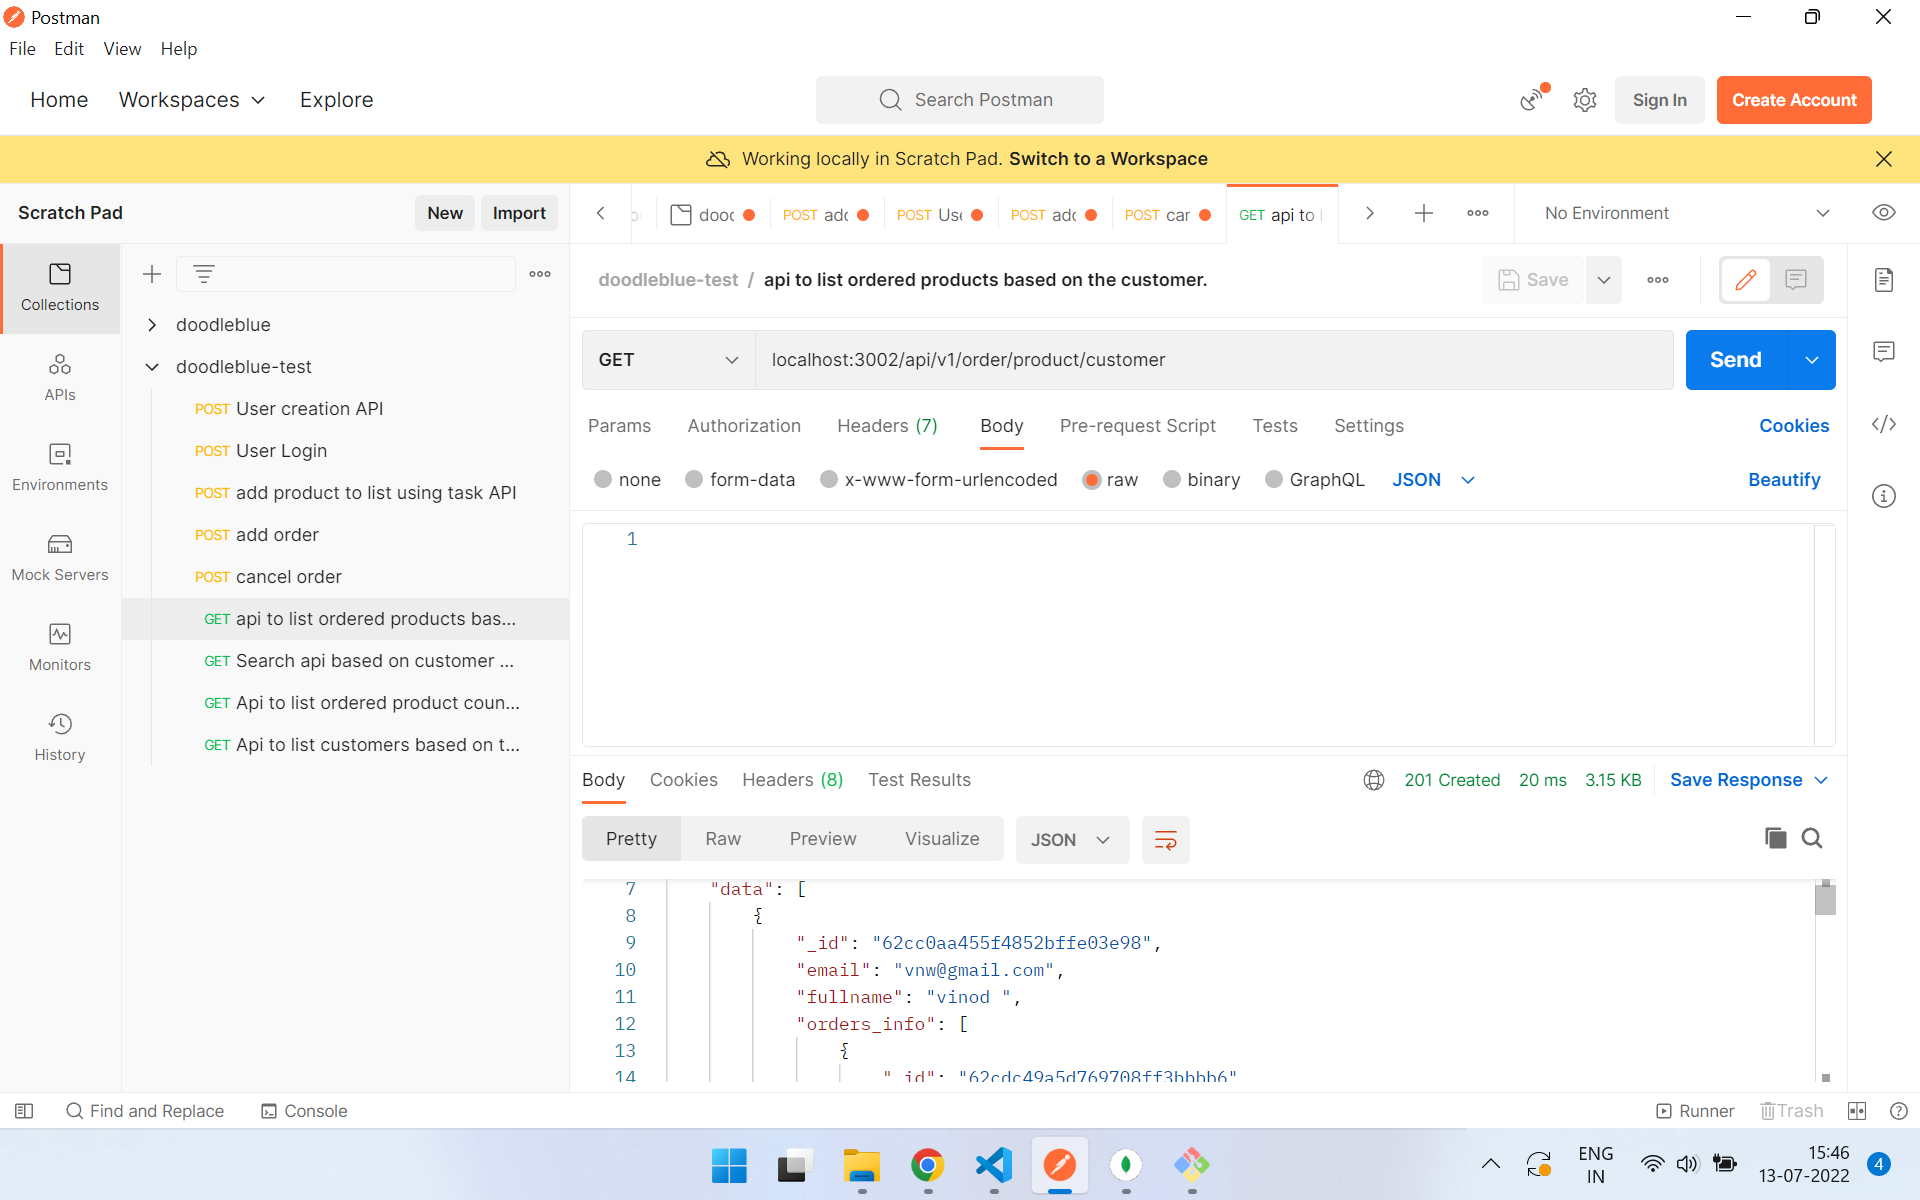 Postman
File Edit View Help
Home Workspaces Explore
Search Postman
Sign In
Create Account
Working locally in Scratch Pad. Switch to a Workspace
Scratch Pad
New
Import
dooc
POST adc
POST Use
POST adc
POST car
GET api to
No Environment
Collections
APIs
Environments
Mock Servers
Monitors
History
doodleblue
doodleblue-test
POST User creation API
POST User Login
POST add product to list using task API
POST add order
POST cancel order
GET api to list ordered products bas...
GET Search api based on customer ...
GET Api to list ordered product coun...
GET Api to list customers based on t...
doodleblue-test / api to list ordered products based on the customer.
Save
GET
localhost:3002/api/v1/order/product/customer
Send
Params Authorization Headers (7) Body Pre-request Script Tests Settings
Cookies
none form-data x-www-form-urlencoded raw binary GraphQL JSON
Beautify
1
Body Cookies Headers (8) Test Results
201 Created 20 ms 3.15 KB Save Response
Pretty Raw Preview Visualize JSON
7 "data": [
8 {
9 "_id": "62cc0aa455f4852bffe03e98",
10 "email": "vnw@gmail.com",
11 "fullname": "vinod ",
12 "orders_info": [
13 {
14 "_id": "62cdc49a5d769708ff3bbbb6"
Find and Replace Console
Runner Trash
ENG
IN
15:46
13-07-2022
4